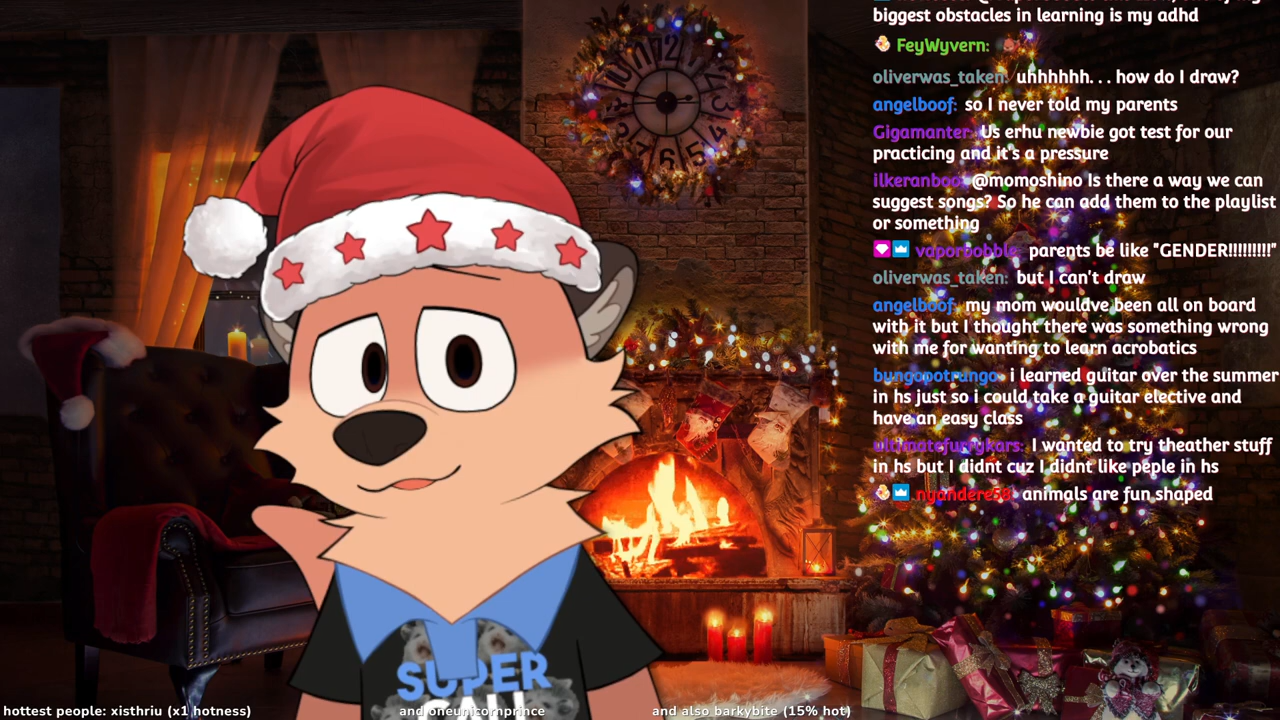 biggest obstacles in learning is my adhd
FeyWyvern:
oliverwas_taken: uhhhhhh. . . how do I draw?
angelboof: so I never told my parents
Gigamanter: Us erhu newbie got test for our
practicing and it's a pressure
ilkeranboo: @momoshino Is there a way we can
suggest songs? So he can add them to the playlist
or something
vaporbobble: parents be like "GENDER!!!!!!!!!"
oliverwas_taken: but I can't draw
angelboof: my mom wouldve been all on board
with it but I thought there was something wrong
with me for wanting to learn acrobatics
bungopotrungo: i learned guitar over the summer
in hs just so i could take a guitar elective and
have an easy class
ultimatefurrykars: I wanted to try theather stuff
in hs but I didnt cuz I didnt like peple in hs
nyandere58: animals are fun shaped
SUPER
hottest people: xisthriu (x1 hotness) and oneunicornprince and also barkybite (15% hot)